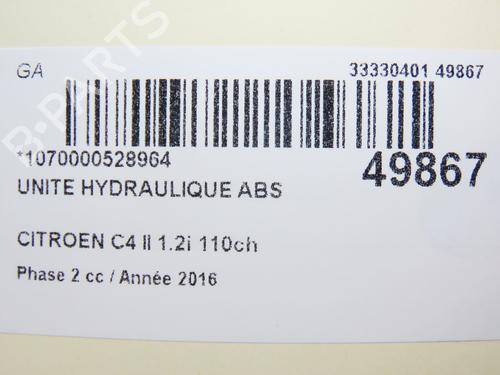 GA 33330401 49867
*1070000528964 49867
UNITE HYDRAULIQUE ABS
CITROEN C4 II 1.2i 110ch
Phase 2 cc / Année 2016
B-PARTS